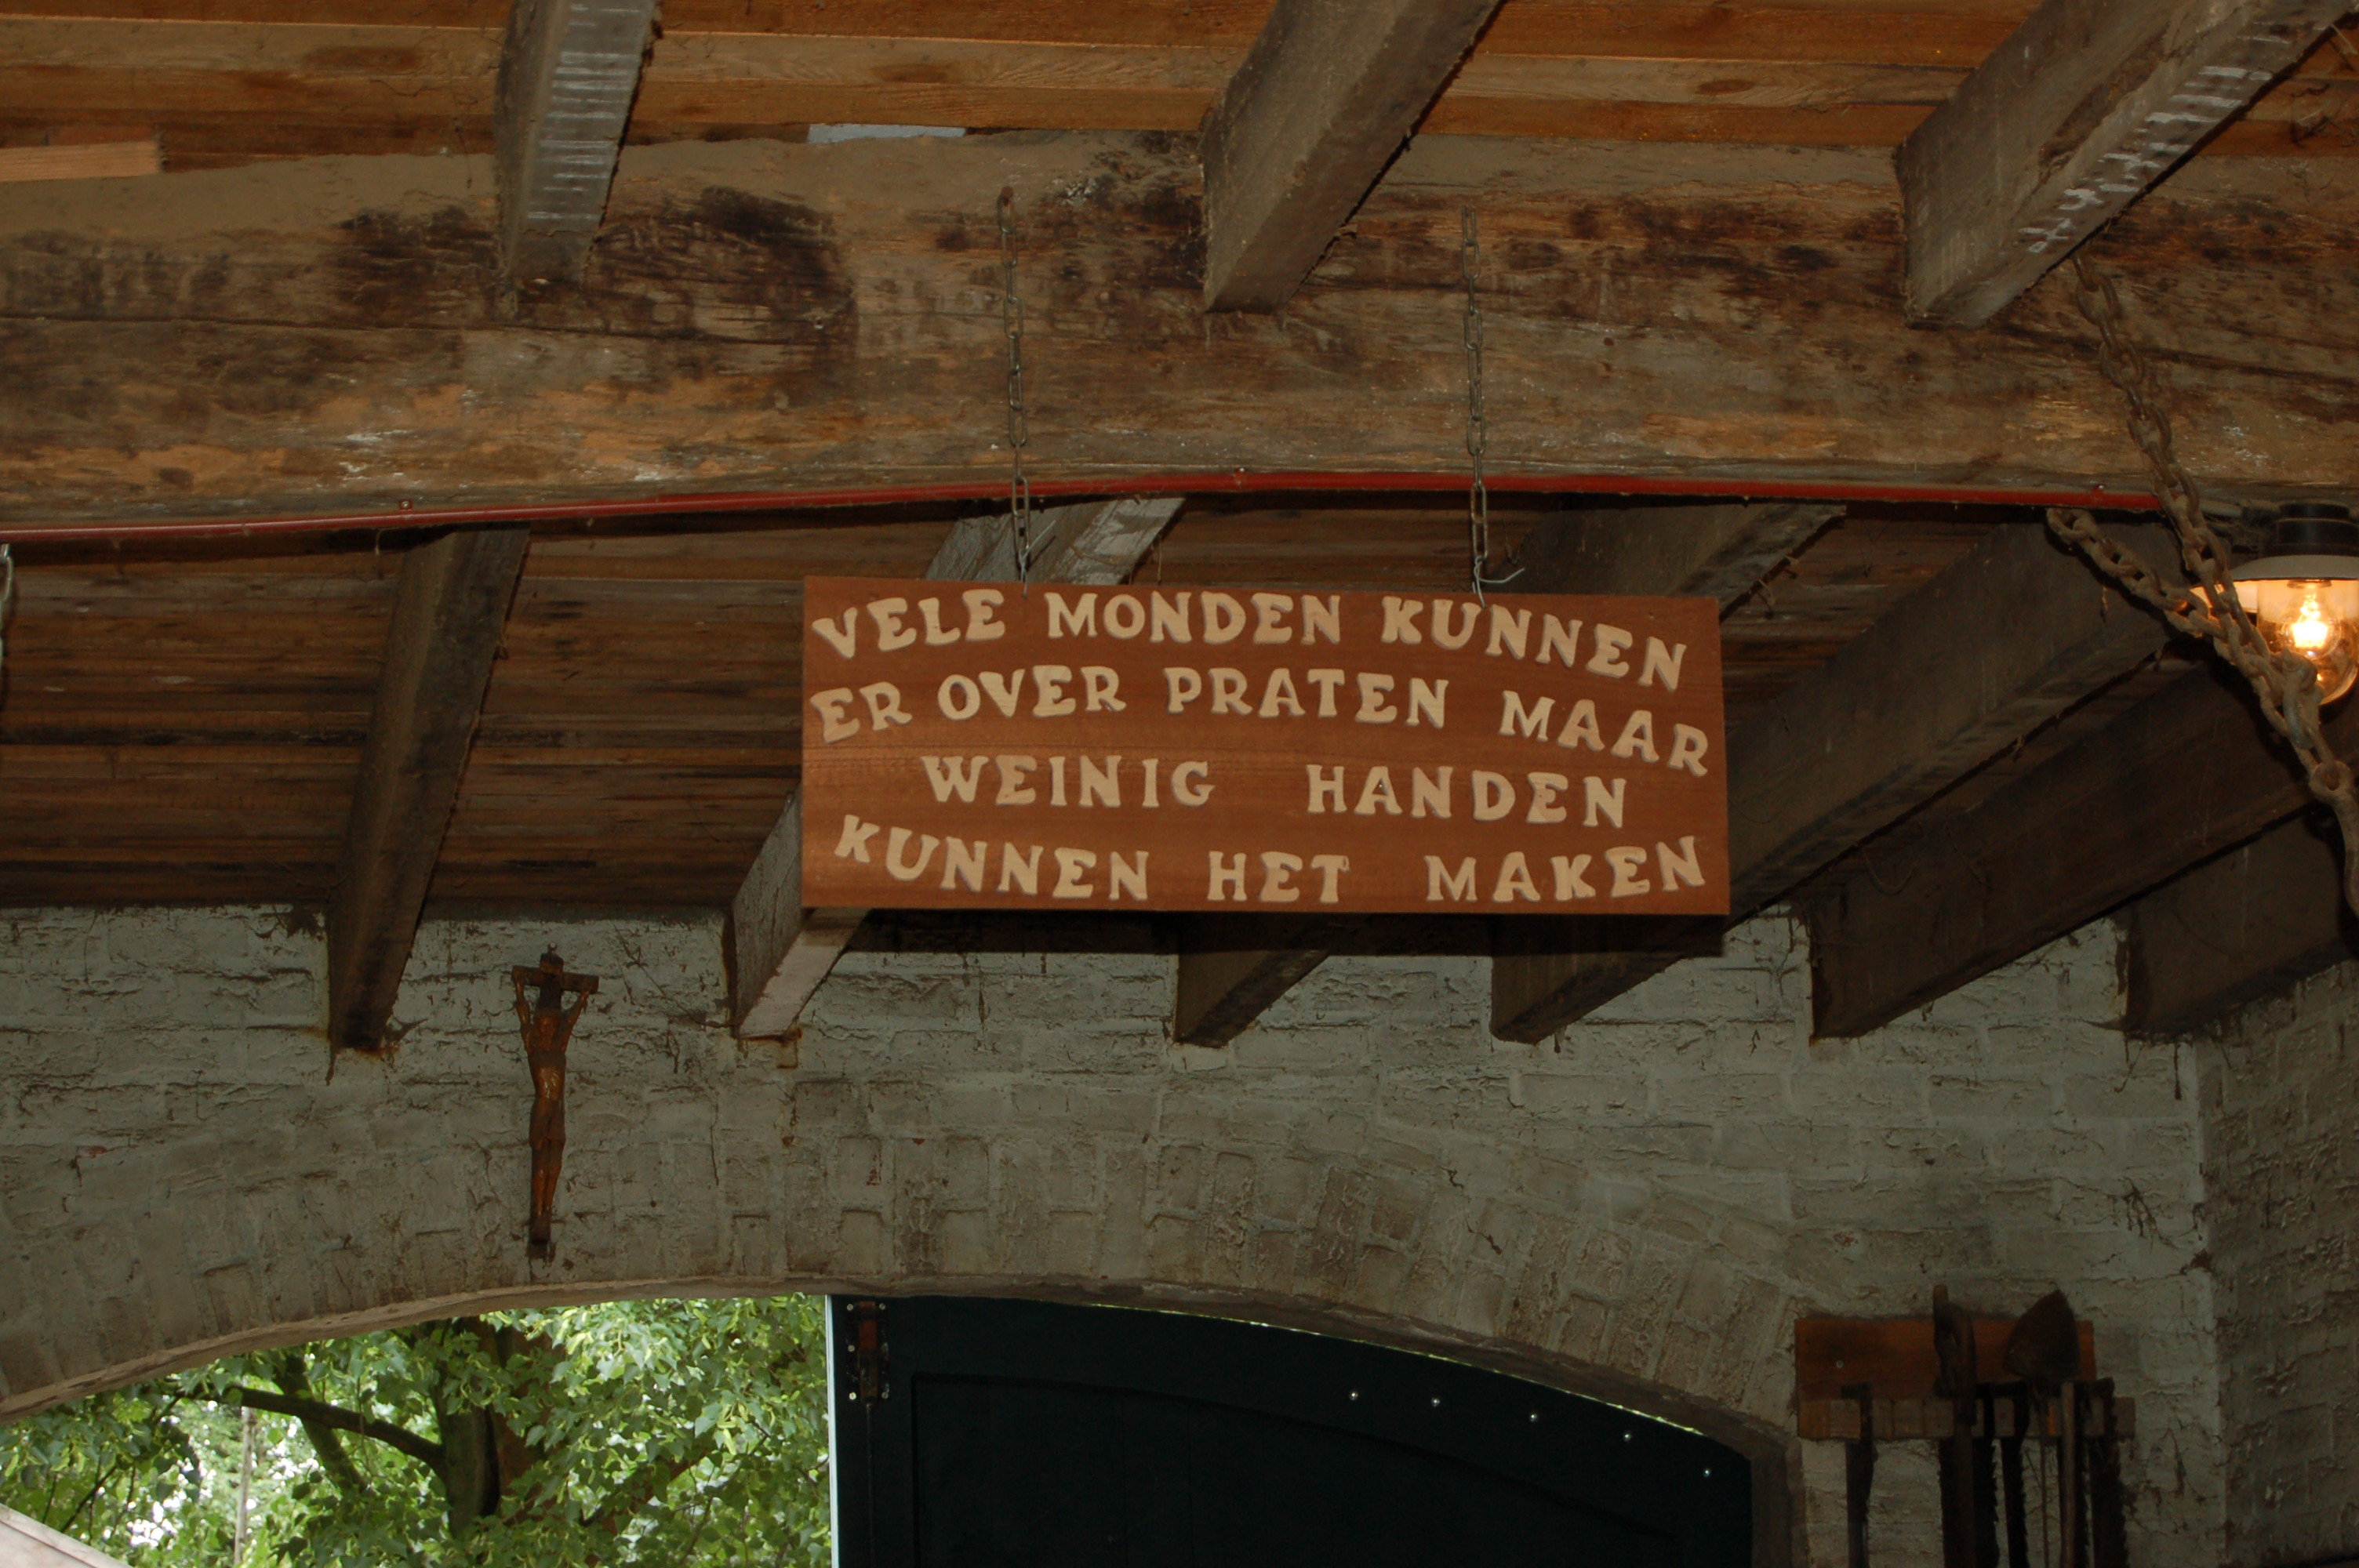 VELE MONDEN KUNNEN
ER OVER PRATEN MAAR
WEINIG HANDEN
KUNNEN HET MAKEN